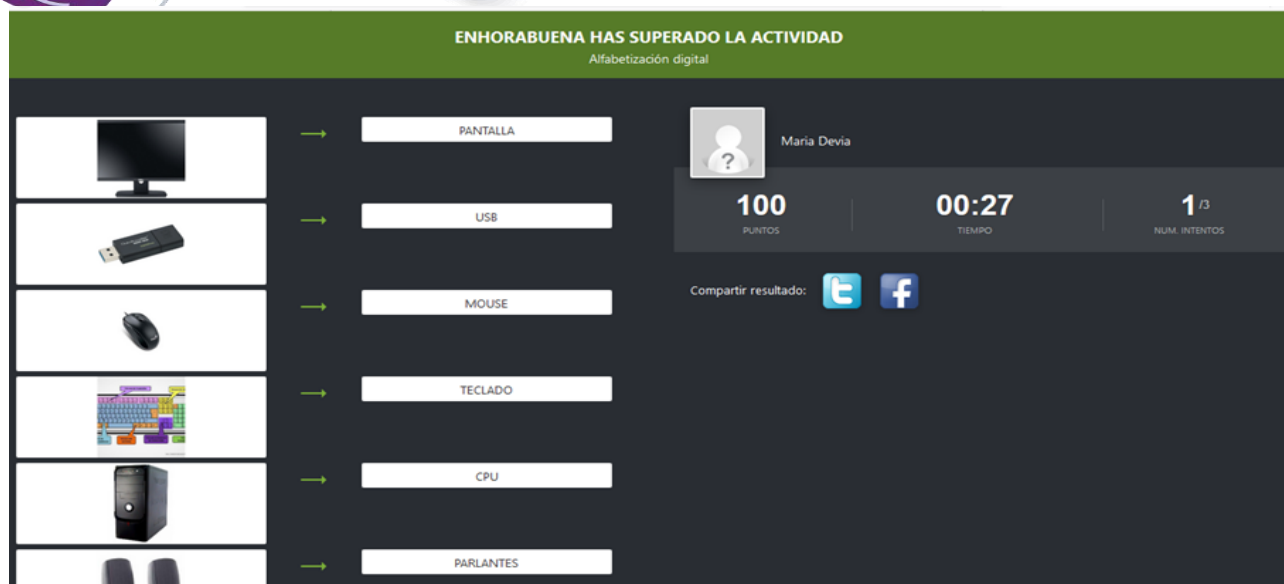 ENHORABUENA HAS SUPERADO LA ACTIVIDAD
Alfabetización digital
PANTALLA
USB
MOUSE
TECLADO
CPU
PARLANTES
Maria Devia
100
PUNTOS
00:27
TIEMPO
1/3
NUM. INTENTOS
Compartir resultado: